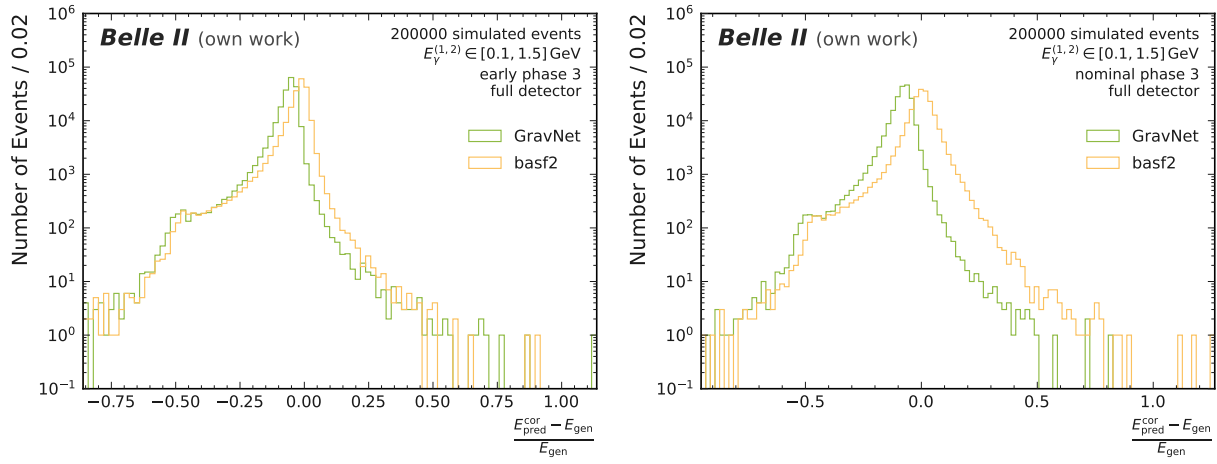 Belle II (own work)
200000 simulated events
E_γ^(1,2) ∈ [0.1, 1.5] GeV
early phase 3
full detector
GravNet
basf2
Number of Events / 0.02
10^6
10^5
10^4
10^3
10^2
10^1
10^0
10^−1
−0.75 −0.50 −0.25 0.00 0.25 0.50 0.75 1.00
E_pred^cor − E_gen
E_gen
Belle II (own work)
200000 simulated events
E_γ^(1,2) ∈ [0.1, 1.5] GeV
nominal phase 3
full detector
GravNet
basf2
Number of Events / 0.02
10^6
10^5
10^4
10^3
10^2
10^1
10^0
10^−1
−0.5 0.0 0.5 1.0
E_pred^cor − E_gen
E_gen